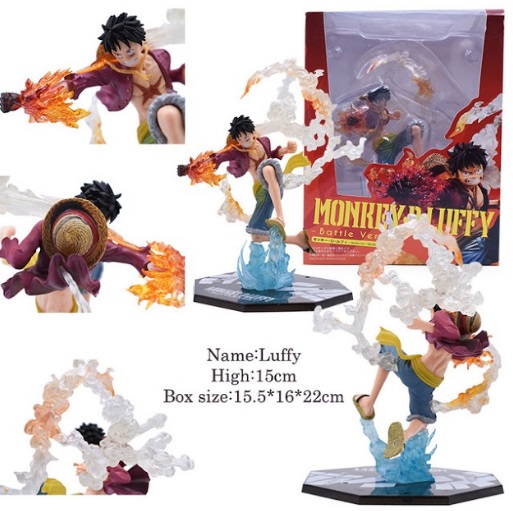 MONKEY.D.LUFFY
- Battle Ver
Name:Luffy
High:15cm
Box size:15.5*16*22cm